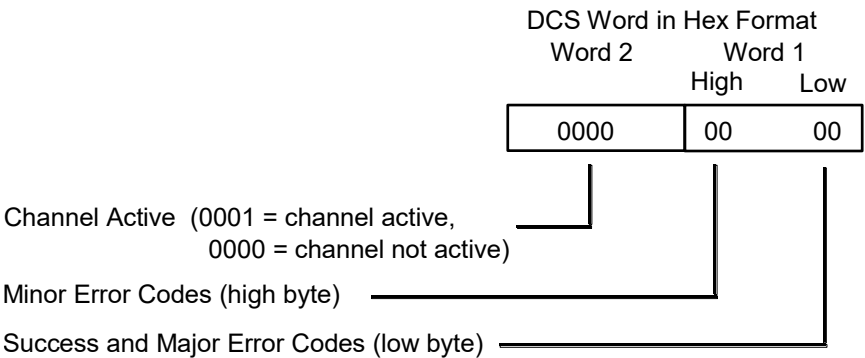 DCS Word in Hex Format
Word 2 Word 1
High Low
0000 00 00
Channel Active (0001 = channel active,
0000 = channel not active)
Minor Error Codes (high byte)
Success and Major Error Codes (low byte)